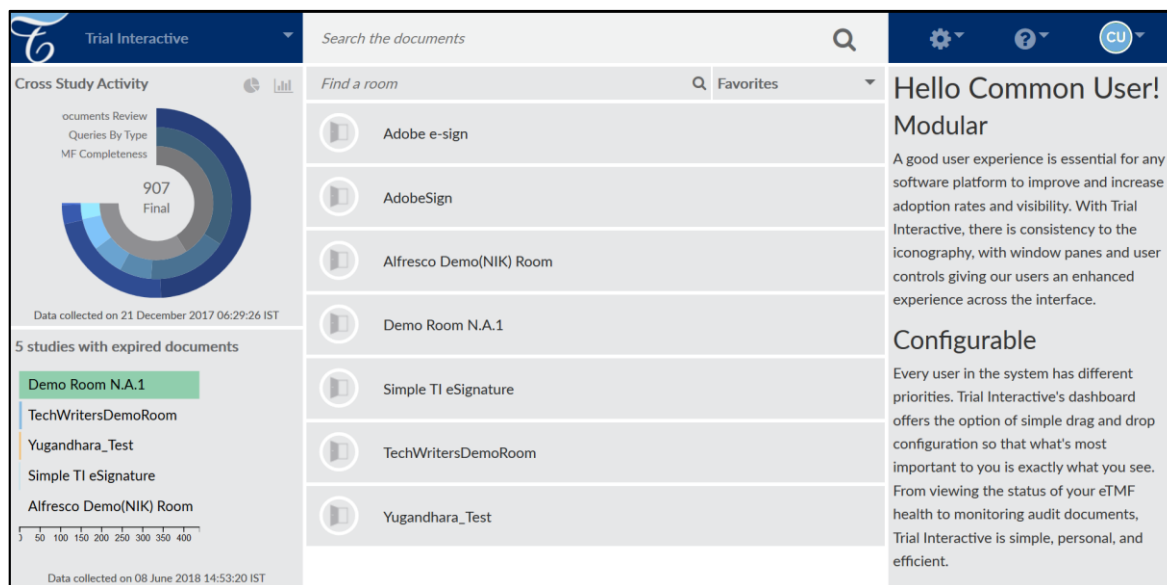 Trial Interactive
Search the documents
CU
Cross Study Activity
ocuments Review
Queries By Type
MF Completeness
907
Final
Data collected on 21 December 2017 06:29:26 IST
5 studies with expired documents
Demo Room N.A.1
TechWritersDemoRoom
Yugandhara_Test
Simple TI eSignature
Alfresco Demo(NIK) Room
50 100 150 200 250 300 350 400
Data collected on 08 June 2018 14:53:20 IST
Find a room
Favorites
Adobe e-sign
AdobeSign
Alfresco Demo(NIK) Room
Demo Room N.A.1
Simple TI eSignature
TechWritersDemoRoom
Yugandhara_Test
Hello Common User!
Modular
A good user experience is essential for any
software platform to improve and increase
adoption rates and visibility. With Trial
Interactive, there is consistency to the
iconography, with window panes and user
controls giving our users an enhanced
experience across the interface.
Configurable
Every user in the system has different
priorities. Trial Interactive's dashboard
offers the option of simple drag and drop
configuration so that what's most
important to you is exactly what you see.
From viewing the status of your eTMF
health to monitoring audit documents,
Trial Interactive is simple, personal, and
efficient.